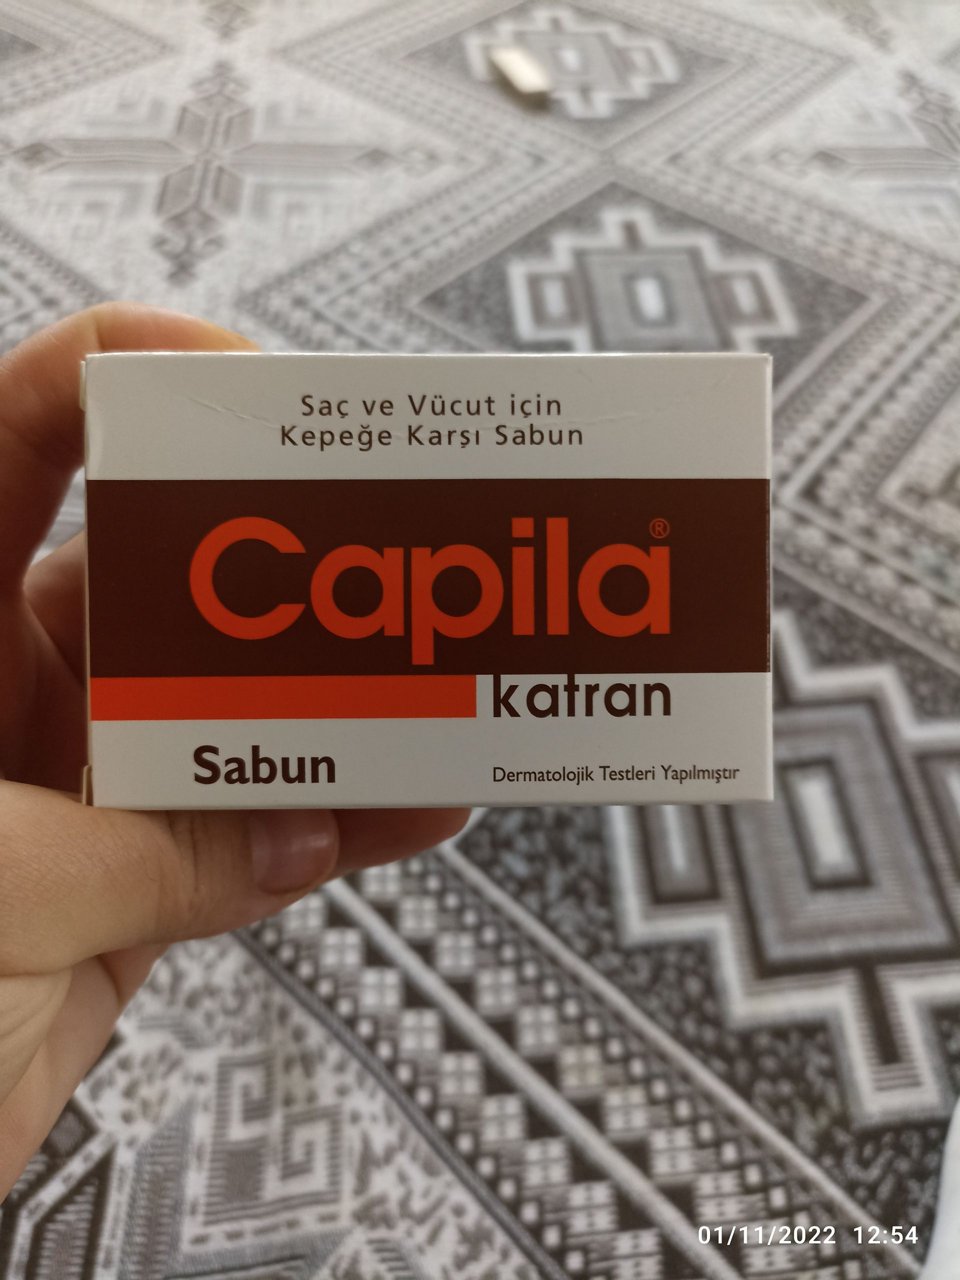 Saç ve Vücut için
Kepeğe Karşı Sabun
Capila®
katran
Sabun
Dermatolojik Testleri Yapılmıştır
01/11/2022 12:54